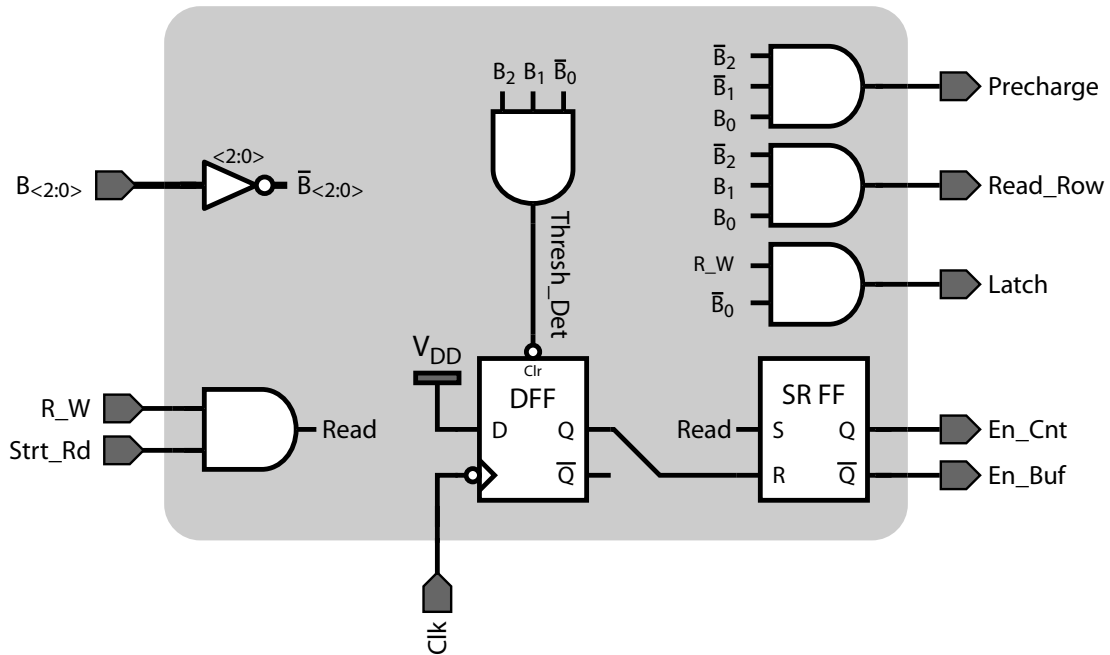 B̅2
B̅1
B0
Precharge
B2 B1 B̅0
<2:0>
B<2:0>
B̅<2:0>
B̅2
B1
B0
Read_Row
Thresh_Det
R_W
B̅0
Latch
VDD
Clr
DFF
D Q
Q̅
SR FF
Read
S Q
R Q̅
En_Cnt
En_Buf
R_W
Strt_Rd
Read
Clk